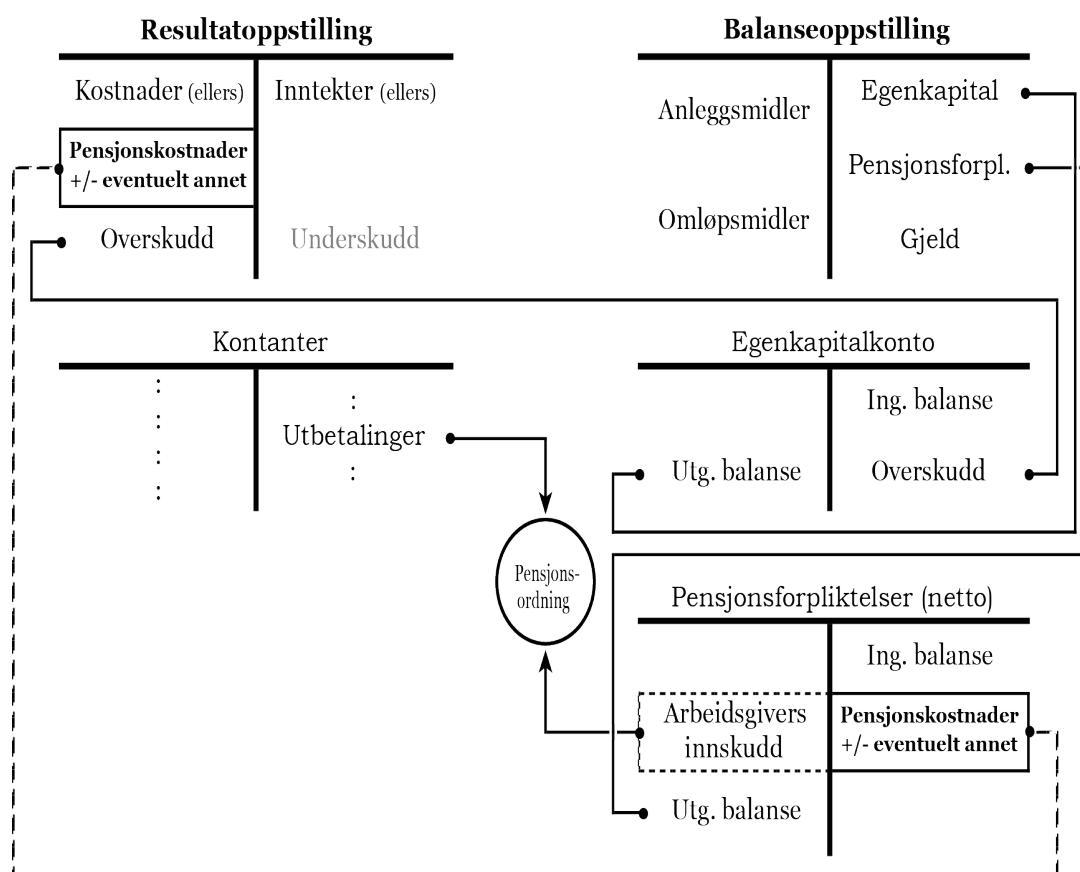 Resultatoppstilling
Kostnader (ellers)
Inntekter (ellers)
Pensjonskostnader
+/- eventuelt annet
Overskudd
Underskudd
Balanseoppstilling
Anleggsmidler
Egenkapital
Pensjonsforpl.
Omløpsmidler
Gjeld
Kontanter
:
:
:
:
:
Utbetalinger
:
Egenkapitalkonto
Ing. balanse
Utg. balanse
Overskudd
Pensjons-
ordning
Pensjonsforpliktelser (netto)
Ing. balanse
Arbeidsgivers
innskudd
Pensjonskostnader
+/- eventuelt annet
Utg. balanse